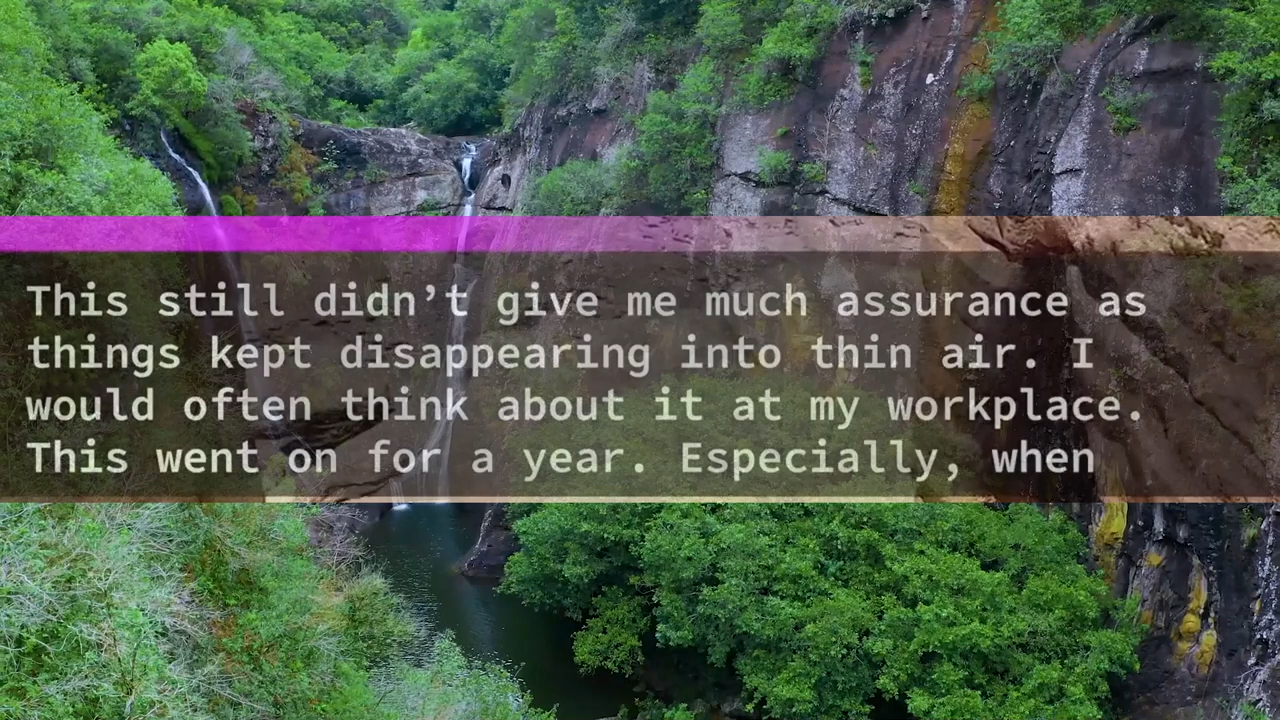 This still didn’t give me much assurance as
things kept disappearing into thin air. I
would often think about it at my workplace.
This went on for a year. Especially, when